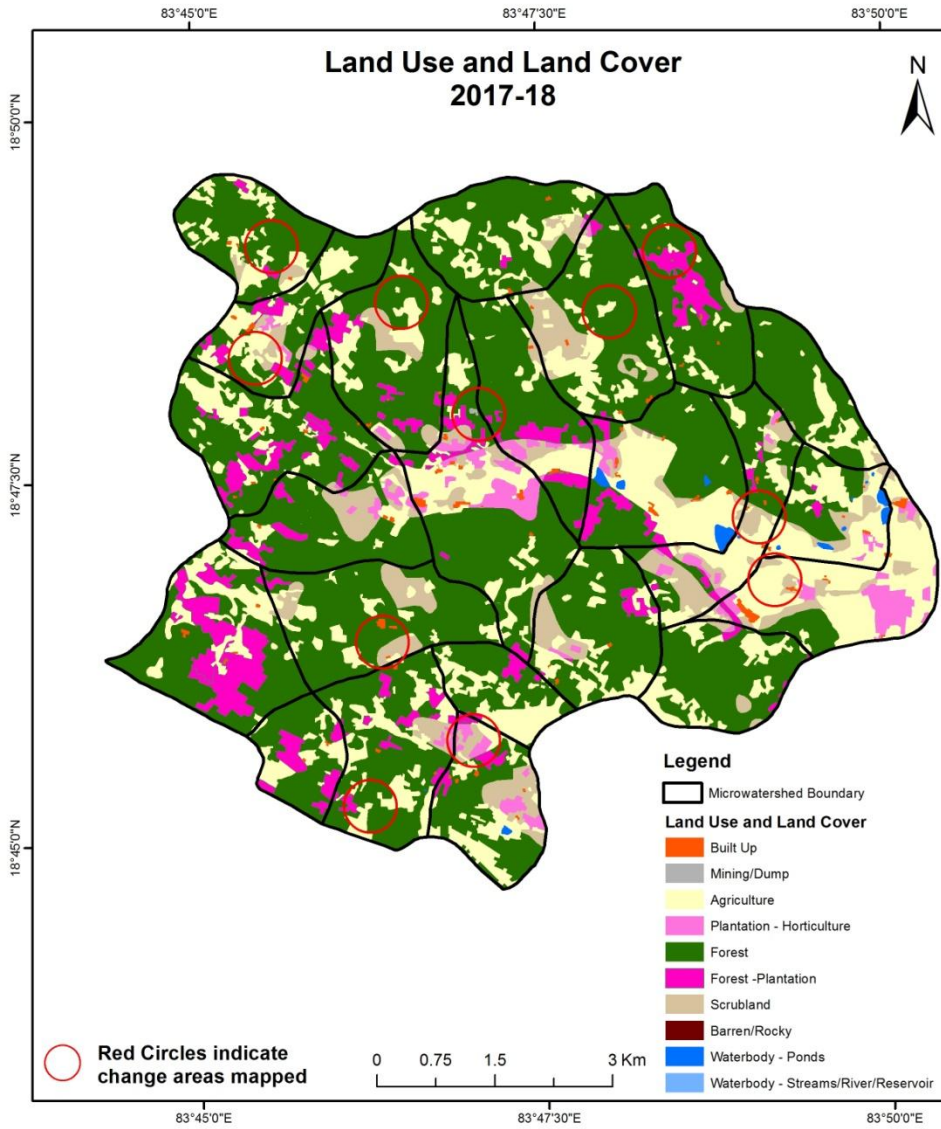 83°45'0"E
83°47'30"E
83°50'0"E
Land Use and Land Cover
2017-18
N
18°50'0"N
18°47'30"N
18°45'0"N
Legend
Microwatershed Boundary
Land Use and Land Cover
Built Up
Mining/Dump
Agriculture
Plantation - Horticulture
Forest
Forest -Plantation
Scrubland
Barren/Rocky
Waterbody - Ponds
Waterbody - Streams/River/Reservoir
Red Circles indicate
change areas mapped
0 0.75 1.5 3 Km
83°45'0"E
83°47'30"E
83°50'0"E